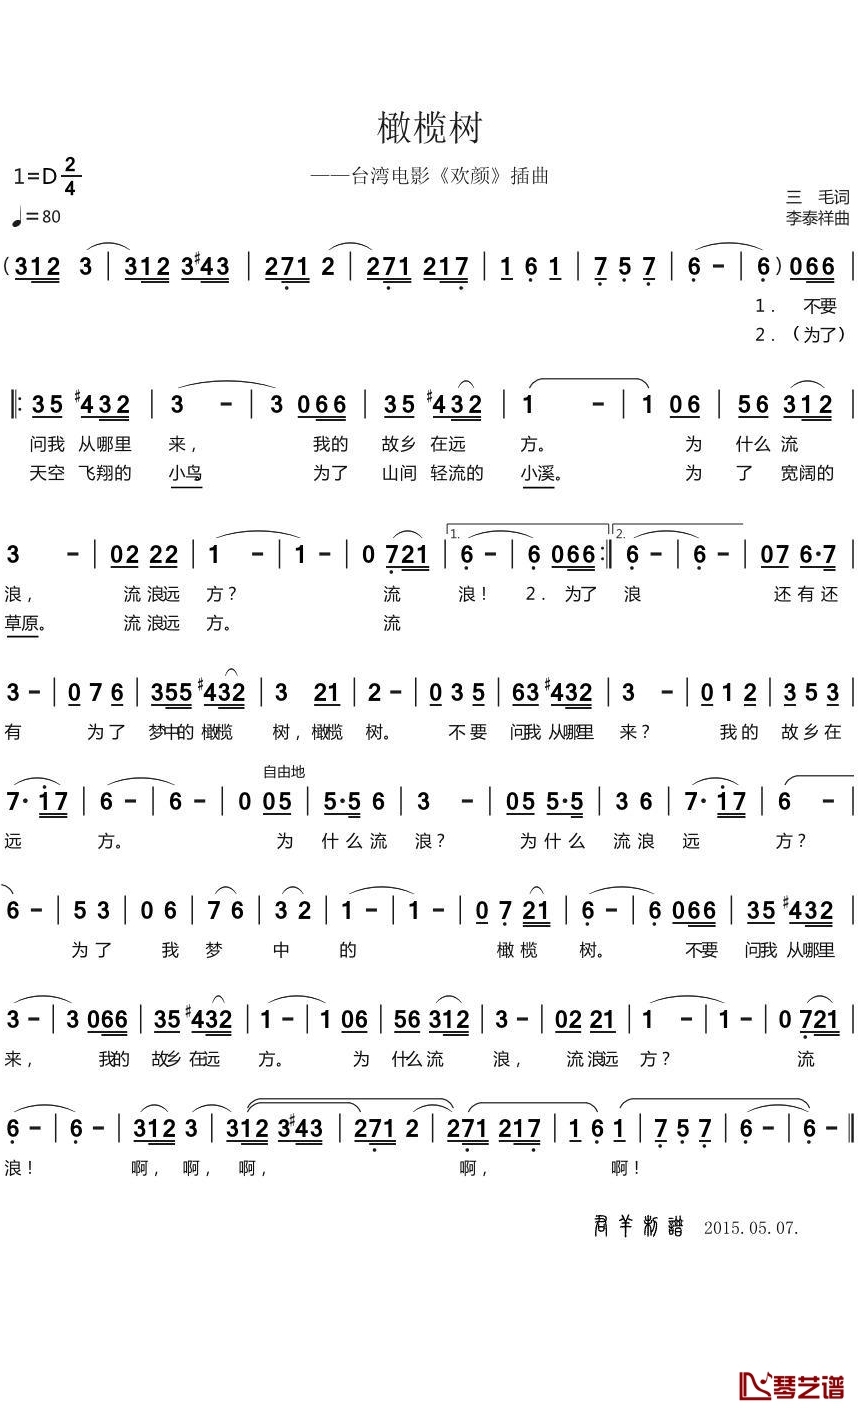 橄榄树
——台湾电影《欢颜》插曲
1=D 2/4
♩=80
三 毛词
李泰祥曲
(312 3 | 312 3#43 | 271 2 | 271 217 | 1 6 1 | 7 5 7 | 6 - | 6 ) 066 |
1. 不要
2.(为了)
‖: 35 #432 | 3 - | 3 066 | 35 #432 | 1 - | 1 06 | 56 312 |
问我 从哪里 来， 我的 故乡 在远 方。 为 什么 流
天空 飞翔的 小鸟。 为了 山间 轻流的 小溪。 为 了 宽阔的
1. 2.
3 - | 02 22 | 1 - | 1 - | 0 721 | 6 - | 6 066 :‖ 6 - | 6 - | 07 6·7 |
浪， 流浪远 方？ 流 浪！ 2. 为了 浪 还有还
草原。 流浪远 方。 流
3 - | 0 7 6 | 355 #432 | 3 21 | 2 - | 0 3 5 | 63 #432 | 3 - | 0 1 2 | 3 5 3 |
有 为了 梦中的 橄榄 树，橄榄 树。 不要 问我 从哪里 来？ 我的 故乡在
自由地
7· 17 | 6 - | 6 - | 0 05 | 5·5 6 | 3 - | 05 5·5 | 3 6 | 7· 17 | 6 - |
远 方。 为 什么流 浪？ 为什么 流浪 远 方？
6 - | 5 3 | 0 6 | 7 6 | 3 2 | 1 - | 1 - | 0 7 21 | 6 - | 6 066 | 35 #432 |
为了 我 梦 中 的 橄榄 树。 不要 问我 从哪里
3 - | 3 066 | 35 #432 | 1 - | 1 06 | 56 312 | 3 - | 02 21 | 1 - | 1 - | 0 721 |
来， 我的 故乡 在远 方。 为 什么流 浪， 流浪远 方？ 流
6 - | 6 - | 312 3 | 312 3#43 | 271 2 | 271 217 | 1 6 1 | 7 5 7 | 6 - | 6 - ‖
浪！ 啊，啊，啊， 啊， 啊！
君羊制譜 2015.05.07.
琴艺谱